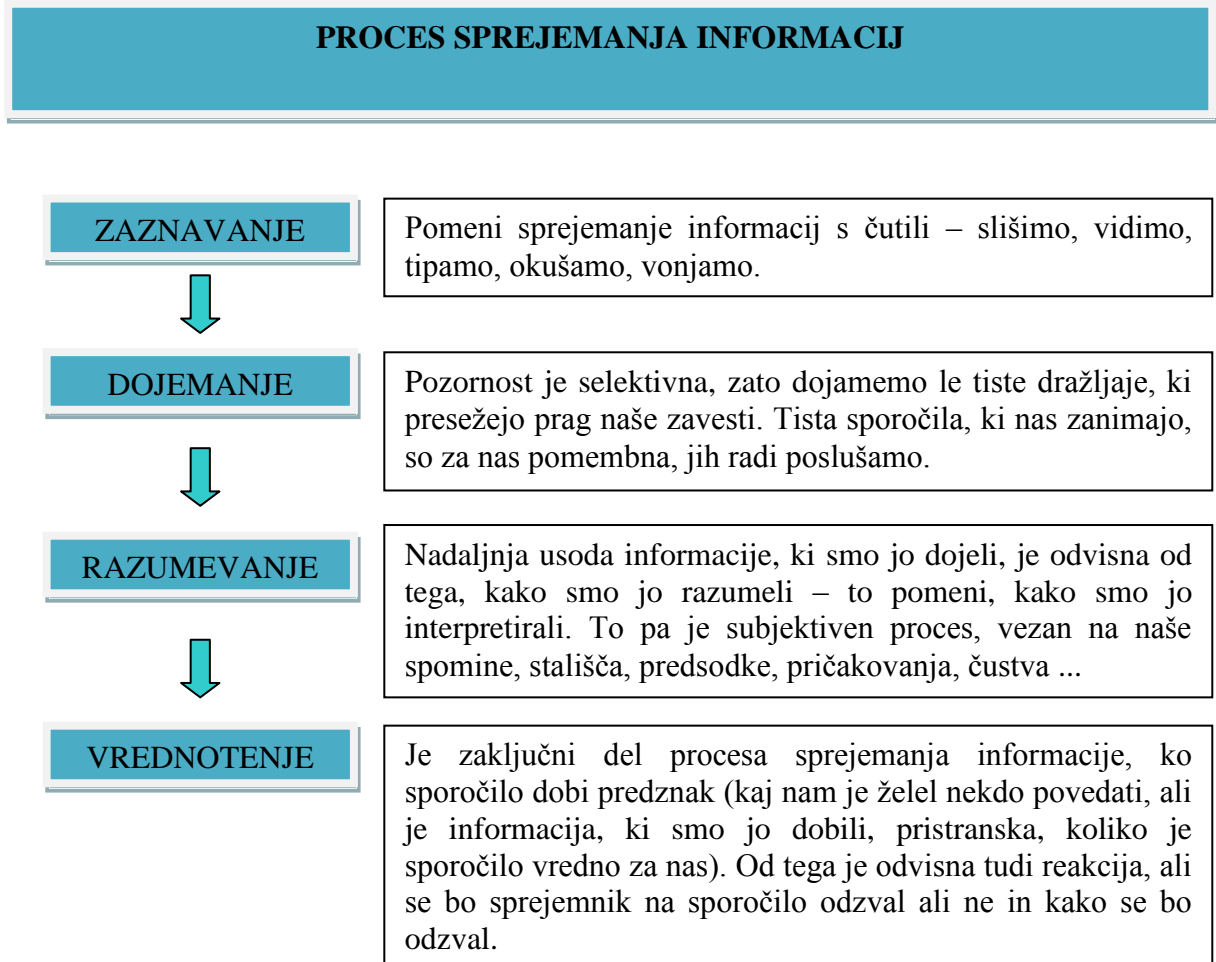 PROCES SPREJEMANJA INFORMACIJ
ZAZNAVANJE
Pomeni sprejemanje informacij s čutili – slišimo, vidimo,
tipamo, okušamo, vonjamo.
DOJEMANJE
Pozornost je selektivna, zato dojamemo le tiste dražljaje, ki
presežejo prag naše zavesti. Tista sporočila, ki nas zanimajo,
so za nas pomembna, jih radi poslušamo.
RAZUMEVANJE
Nadaljnja usoda informacije, ki smo jo dojeli, je odvisna od
tega, kako smo jo razumeli – to pomeni, kako smo jo
interpretirali. To pa je subjektiven proces, vezan na naše
spomine, stališča, predsodke, pričakovanja, čustva ...
VREDNOTENJE
Je zaključni del procesa sprejemanja informacije, ko
sporočilo dobi predznak (kaj nam je želel nekdo povedati, ali
je informacija, ki smo jo dobili, pristranska, koliko je
sporočilo vredno za nas). Od tega je odvisna tudi reakcija, ali
se bo sprejemnik na sporočilo odzval ali ne in kako se bo
odzval.